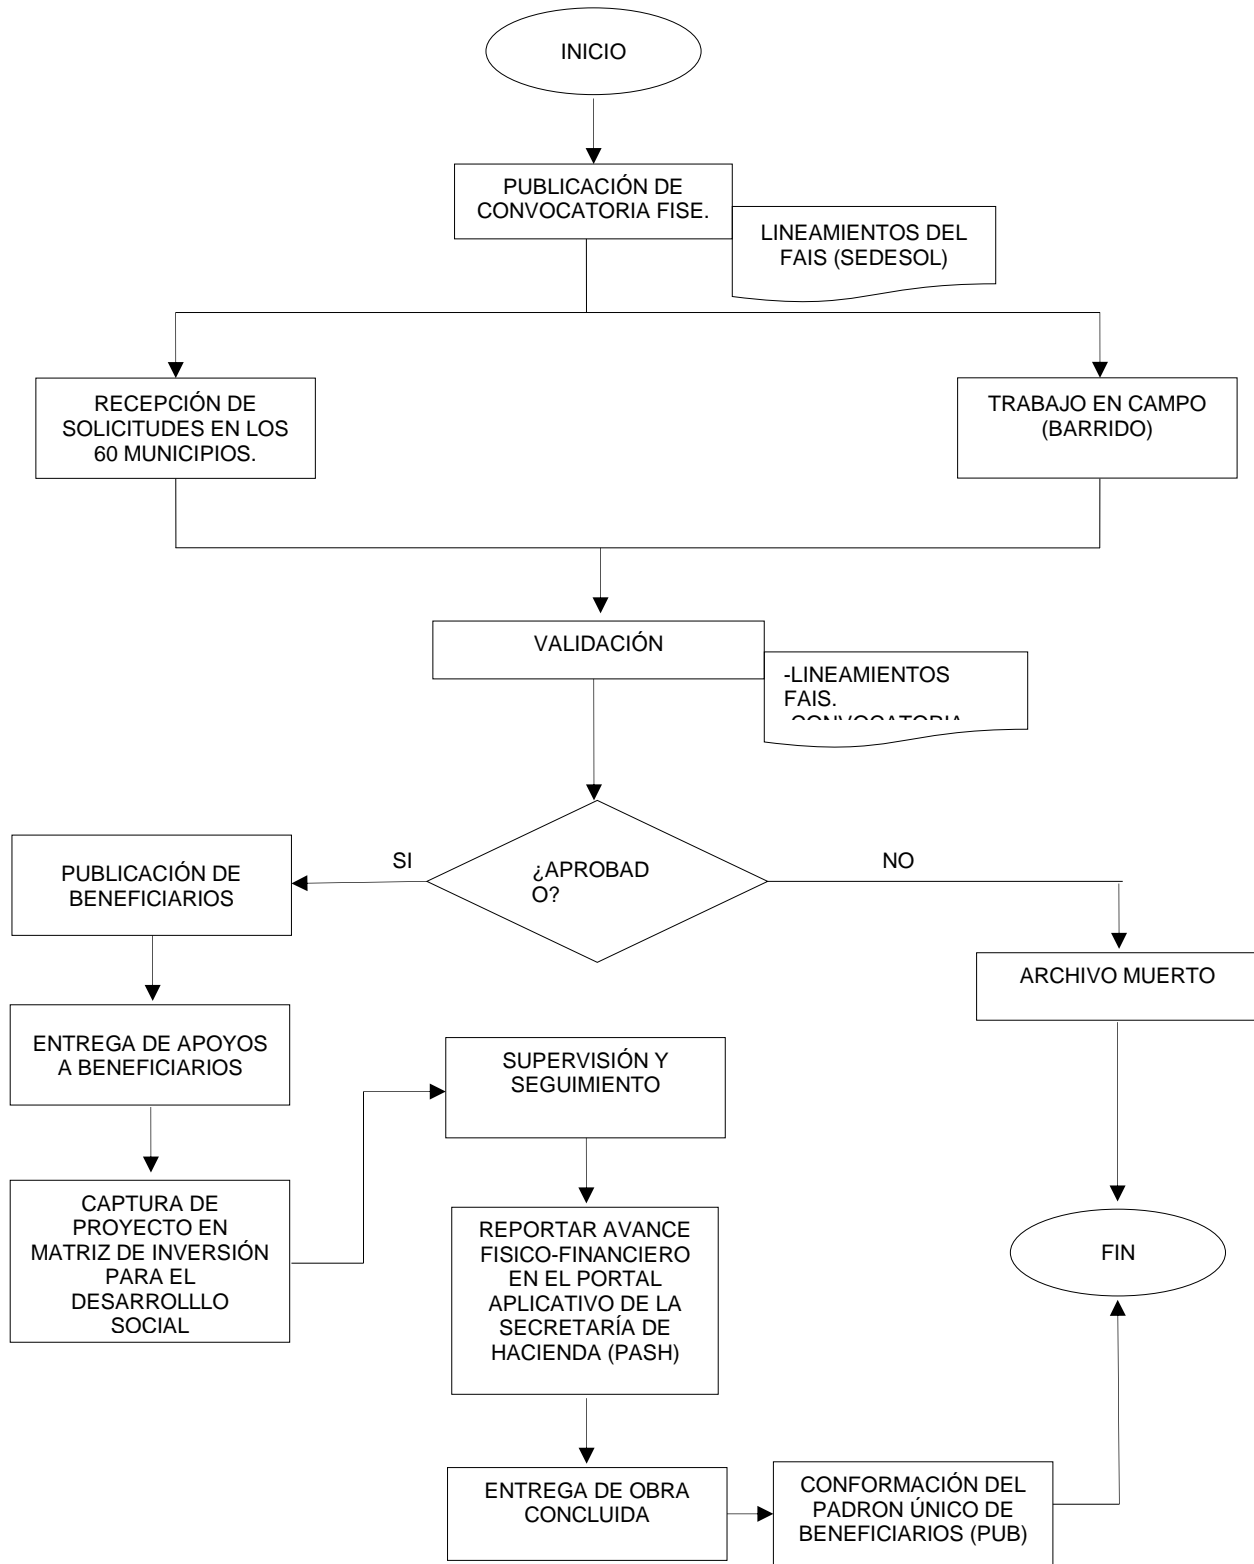 INICIO
PUBLICACIÓN DE
CONVOCATORIA FISE.
LINEAMIENTOS DEL
FAIS (SEDESOL)
RECEPCIÓN DE
SOLICITUDES EN LOS
60 MUNICIPIOS.
TRABAJO EN CAMPO
(BARRIDO)
VALIDACIÓN
-LINEAMIENTOS
FAIS.
-CONVOCATORIA
¿APROBAD
O?
SI
NO
PUBLICACIÓN DE
BENEFICIARIOS
ARCHIVO MUERTO
ENTREGA DE APOYOS
A BENEFICIARIOS
SUPERVISIÓN Y
SEGUIMIENTO
CAPTURA DE
PROYECTO EN
MATRIZ DE INVERSIÓN
PARA EL
DESARROLLLO
SOCIAL
REPORTAR AVANCE
FISICO-FINANCIERO
EN EL PORTAL
APLICATIVO DE LA
SECRETARÍA DE
HACIENDA (PASH)
FIN
ENTREGA DE OBRA
CONCLUIDA
CONFORMACIÓN DEL
PADRON ÚNICO DE
BENEFICIARIOS (PUB)